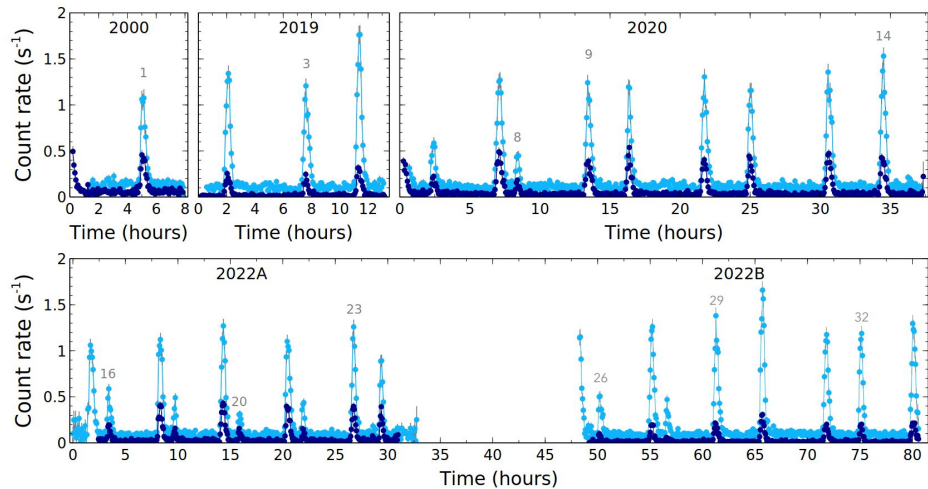 2000 2019 2020
1 3 8 9 14
Count rate (s⁻¹)
2
1.5
1
0.5
0
0 2 4 6 8 2 4 6 8 10 12 0 5 10 15 20 25 30 35
Time (hours) Time (hours) Time (hours)
2022A 2022B
16 20 23 26 29 32
Count rate (s⁻¹)
2
1.5
1
0.5
0
0 5 10 15 20 25 30 35 40 45 50 55 60 65 70 75 80
Time (hours) Time (hours)